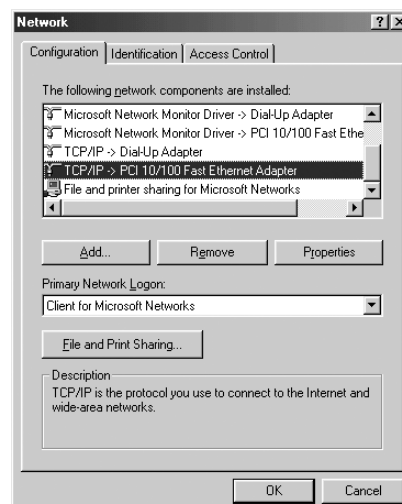 Network
Configuration Identification Access Control
The following network components are installed:
Microsoft Network Monitor Driver -> Dial-Up Adapter
Microsoft Network Monitor Driver -> PCI 10/100 Fast Ethe
TCP/IP -> Dial-Up Adapter
TCP/IP -> PCI 10/100 Fast Ethernet Adapter
File and printer sharing for Microsoft Networks
Add... Remove Properties
Primary Network Logon:
Client for Microsoft Networks
File and Print Sharing...
Description
TCP/IP is the protocol you use to connect to the Internet and
wide-area networks.
OK Cancel